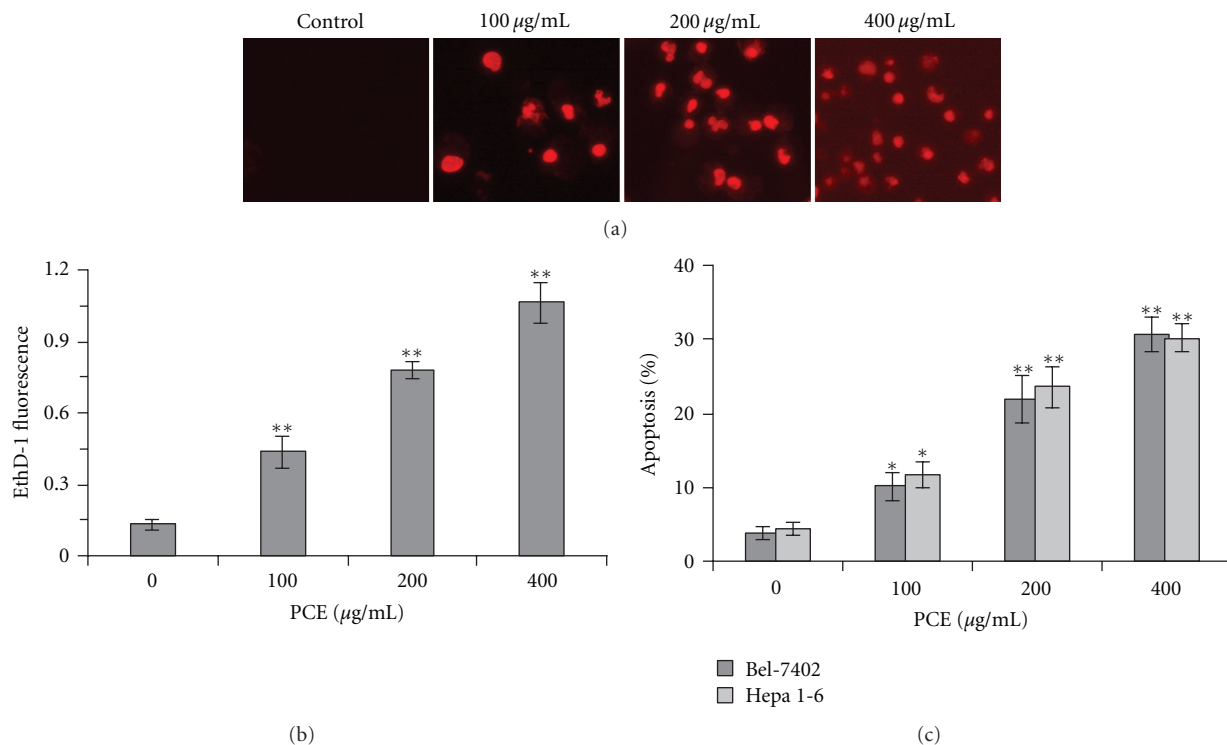 Control 100 µg/mL 200 µg/mL 400 µg/mL
(a)
1.2
0.9
0.6
0.3
0
EthD-1 fluorescence
**
**
**
0 100 200 400
PCE (µg/mL)
(b)
40
30
20
10
0
Apoptosis (%)
* *
** **
** **
0 100 200 400
PCE (µg/mL)
Bel-7402
Hepa 1-6
(c)